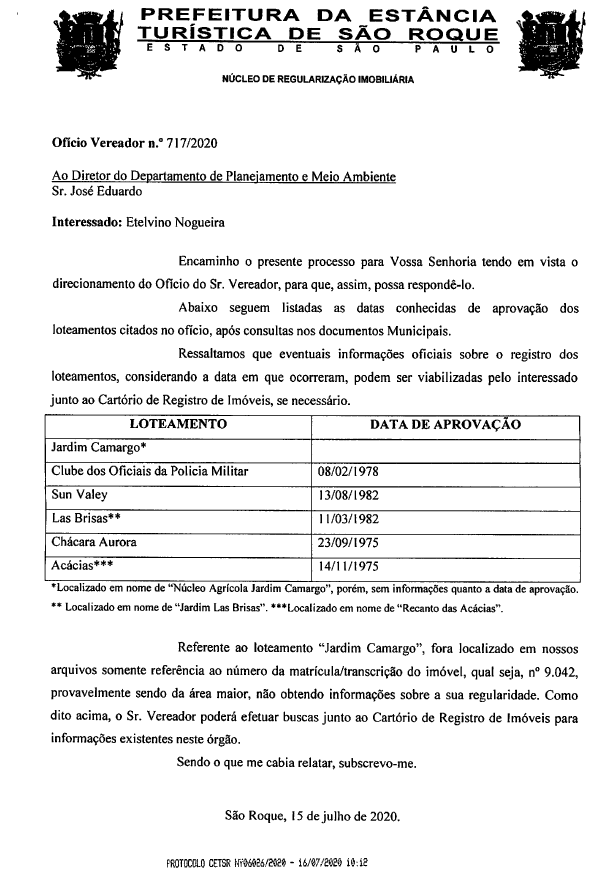 PREFEITURA DA ESTÂNCIA
TURÍSTICA DE SÃO ROQUE
ESTADO DE SÃO PAULO
NÚCLEO DE REGULARIZAÇÃO IMOBILIÁRIA
Ofício Vereador n.º 717/2020
Ao Diretor do Departamento de Planejamento e Meio Ambiente
Sr. José Eduardo
Interessado: Etelvino Nogueira
Encaminho o presente processo para Vossa Senhoria tendo em vista o
direcionamento do Ofício do Sr. Vereador, para que, assim, possa respondê-lo.
Abaixo seguem listadas as datas conhecidas de aprovação dos
loteamentos citados no ofício, após consultas nos documentos Municipais.
Ressaltamos que eventuais informações oficiais sobre o registro dos
loteamentos, considerando a data em que ocorreram, podem ser viabilizadas pelo interessado
junto ao Cartório de Registro de Imóveis, se necessário.
LOTEAMENTO DATA DE APROVAÇÃO
Jardim Camargo*
Clube dos Oficiais da Policia Militar 08/02/1978
Sun Valey 13/08/1982
Las Brisas** 11/03/1982
Chácara Aurora 23/09/1975
Acácias*** 14/11/1975
*Localizado em nome de “Núcleo Agrícola Jardim Camargo”, porém, sem informações quanto a data de aprovação.
** Localizado em nome de “Jardim Las Brisas”. ***Localizado em nome de “Recanto das Acácias”.
Referente ao loteamento “Jardim Camargo”, fora localizado em nossos
arquivos somente referência ao número da matrícula/transcrição do imóvel, qual seja, nº 9.042,
provavelmente sendo da área maior, não obtendo informações sobre a sua regularidade. Como
dito acima, o Sr. Vereador poderá efetuar buscas junto ao Cartório de Registro de Imóveis para
informações existentes neste órgão.
Sendo o que me cabia relatar, subscrevo-me.
São Roque, 15 de julho de 2020.
PROTOCOLO CETSR Nº06026/2020 - 16/07/2020 10:12